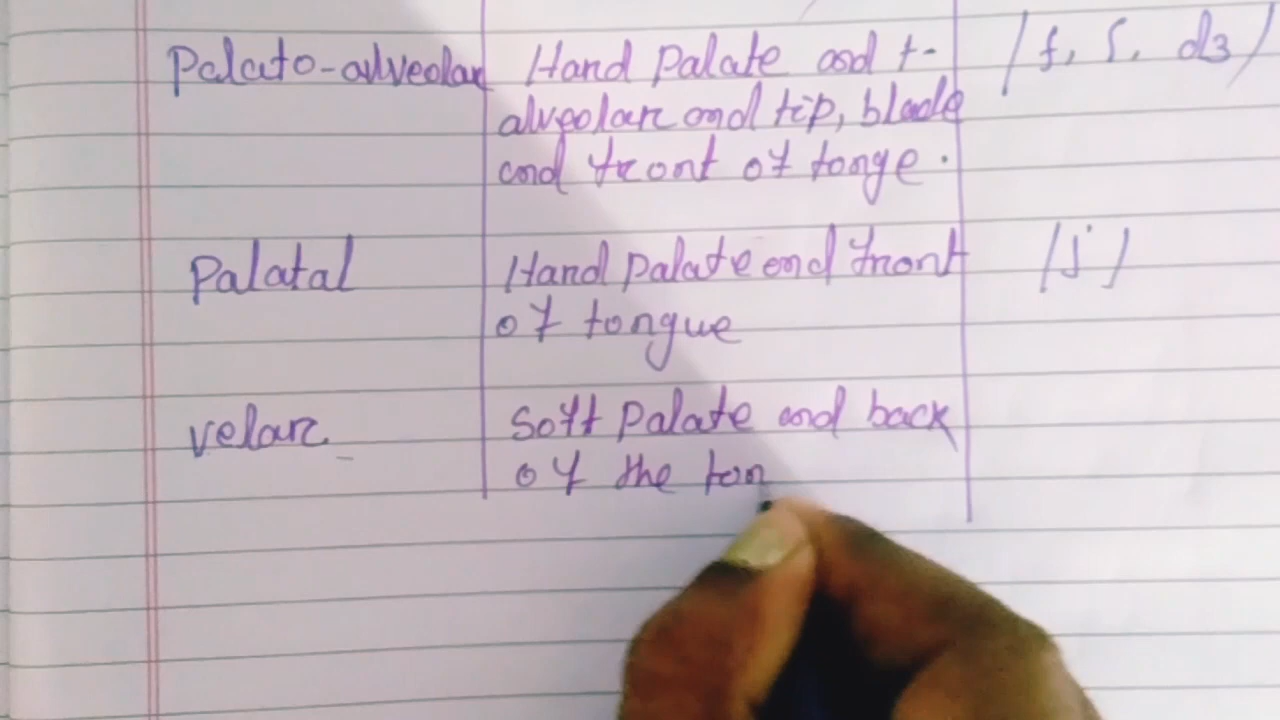 Palato-alveolar Hard Palate and t- /f, ʃ, dʒ/
alveolar and tip, blade
and front of tonge.
Palatal Hard Palate and front /j/
of tongue
velar Soft Palate and back
of the ton